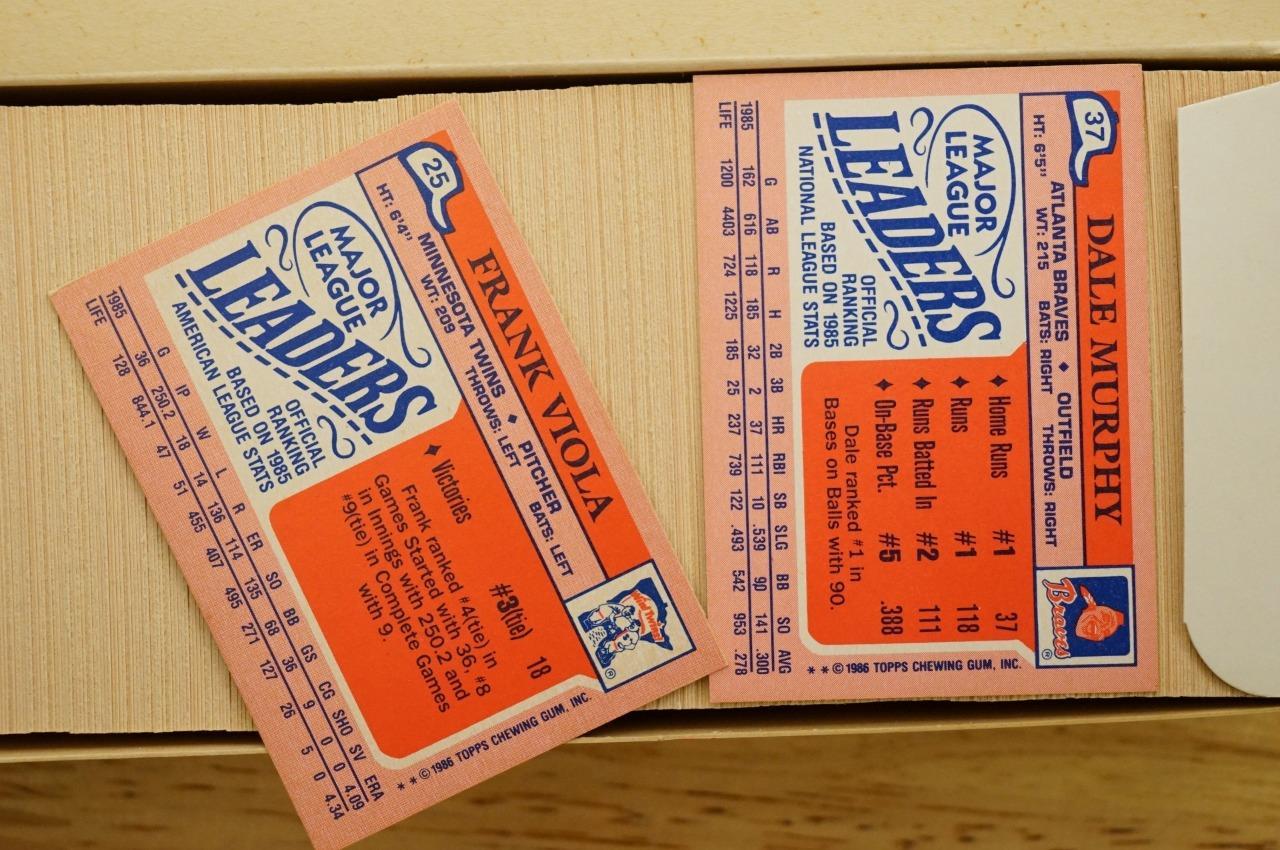 25
FRANK VIOLA
MINNESOTA TWINS ♦ PITCHER
HT: 6'4" WT: 209 THROWS: LEFT BATS: LEFT
Win! Twins!
®
MAJOR
LEAGUE
LEADERS
OFFICIAL
RANKING
BASED ON 1985
AMERICAN LEAGUE STATS
♦ Victories #3(tie) 18
Frank ranked #4(tie) in
Games Started with 36, #8
in Innings with 250.2 and
#9(tie) in Complete Games
with 9.
G IP W L R ER SO BB GS CG SHO SV ERA
1985 36 250.2 18 14 136 114 135 68 36 9 0 0 4.09
LIFE 128 844.1 47 51 455 407 495 271 127 26 5 0 4.34
* * © 1986 TOPPS CHEWING GUM, INC.
37
DALE MURPHY
ATLANTA BRAVES ♦ OUTFIELD
HT: 6'5" WT: 215 BATS: RIGHT THROWS: RIGHT
Braves
®
MAJOR
LEAGUE
LEADERS
OFFICIAL
RANKING
BASED ON 1985
NATIONAL LEAGUE STATS
♦ Home Runs #1 37
♦ Runs #1 118
♦ Runs Batted In #2 111
♦ On-Base Pct. #5 .388
Dale ranked #1 in
Bases on Balls with 90.
G AB R H 2B 3B HR RBI SB SLG BB SO AVG
1985 162 616 118 185 32 2 37 111 10 .539 90 141 .300
LIFE 1200 4403 724 1225 185 25 237 739 122 .493 542 953 .278
* * © 1986 TOPPS CHEWING GUM, INC.